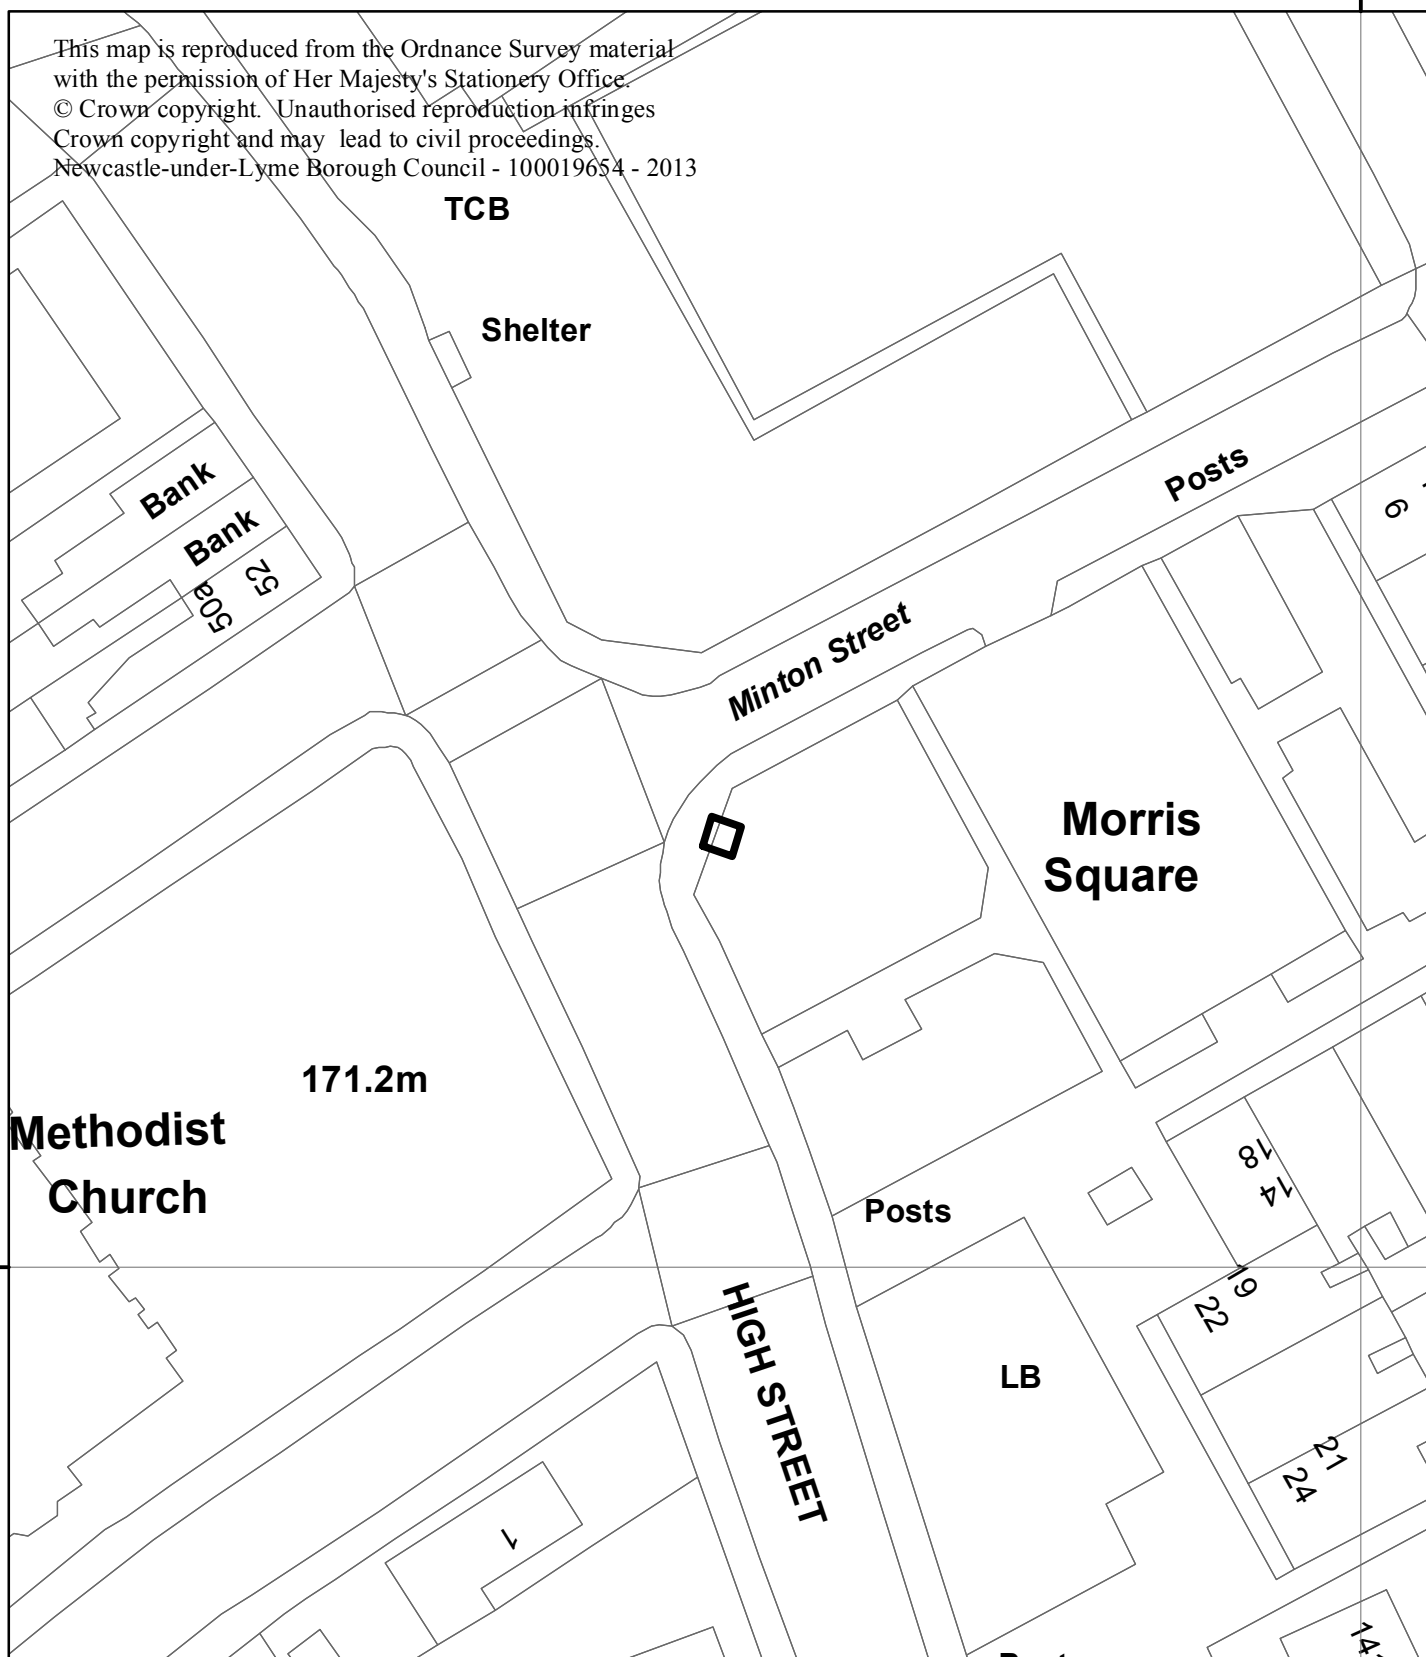 This map is reproduced from the Ordnance Survey material
with the permission of Her Majesty's Stationery Office.
© Crown copyright. Unauthorised reproduction infringes
Crown copyright and may lead to civil proceedings.
Newcastle-under-Lyme Borough Council - 100019654 - 2013
TCB
Shelter
Bank
Bank
52
50a
Posts
6
Minton Street
Morris
Square
171.2m
Methodist
Church
18
14
Posts
19
22
HIGH STREET
LB
21
24
1